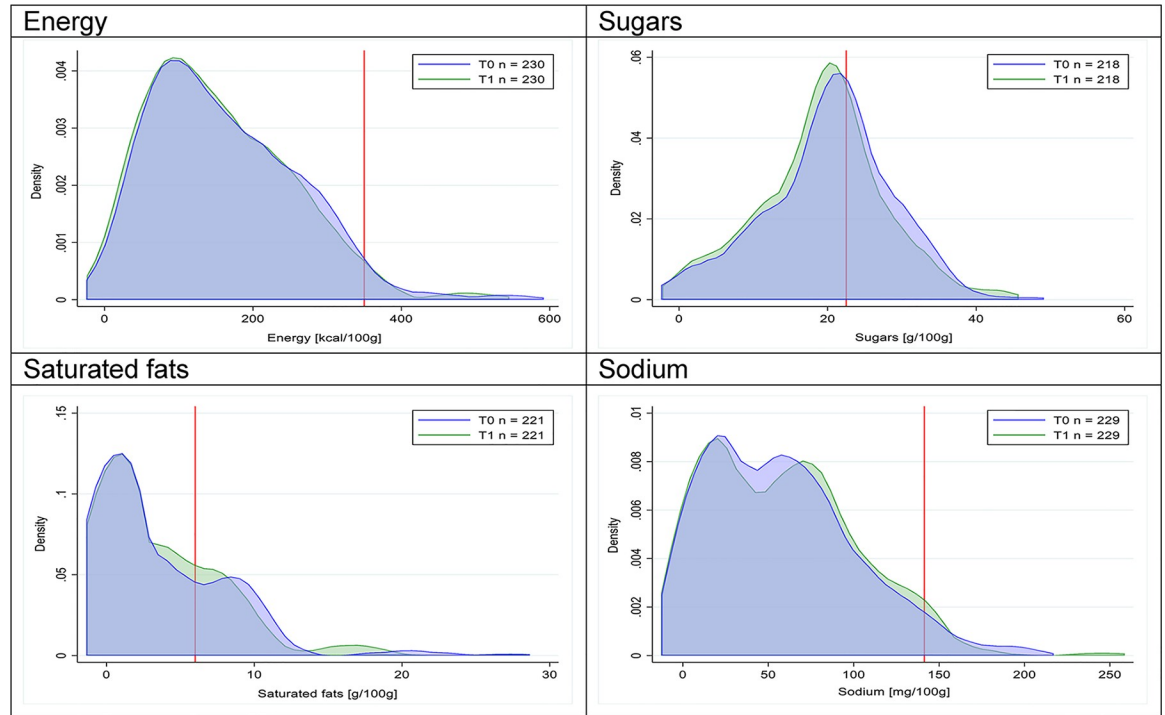 Energy
Sugars
.004
.003
.002
.001
0
Density
T0 n = 230
T1 n = 230
0 200 400 600
Energy [kcal/100g]
.06
.04
.02
0
Density
T0 n = 218
T1 n = 218
0 20 40 60
Sugars [g/100g]
Saturated fats
Sodium
.15
.1
.05
0
Density
T0 n = 221
T1 n = 221
0 10 20 30
Saturated fats [g/100g]
.01
.008
.006
.004
.002
0
Density
T0 n = 229
T1 n = 229
0 50 100 150 200 250
Sodium [mg/100g]